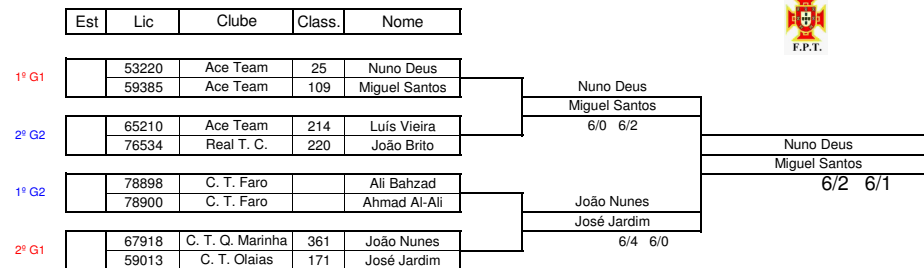 Est Lic Clube Class. Nome
F.P.T.
1º G1 53220 Ace Team 25 Nuno Deus
59385 Ace Team 109 Miguel Santos
Nuno Deus
Miguel Santos
6/0 6/2
2º G2 65210 Ace Team 214 Luís Vieira
76534 Real T. C. 220 João Brito
Nuno Deus
Miguel Santos
6/2 6/1
1º G2 78898 C. T. Faro Ali Bahzad
78900 C. T. Faro Ahmad Al-Ali
João Nunes
José Jardim
6/4 6/0
2º G1 67918 C. T. Q. Marinha 361 João Nunes
59013 C. T. Olaias 171 José Jardim